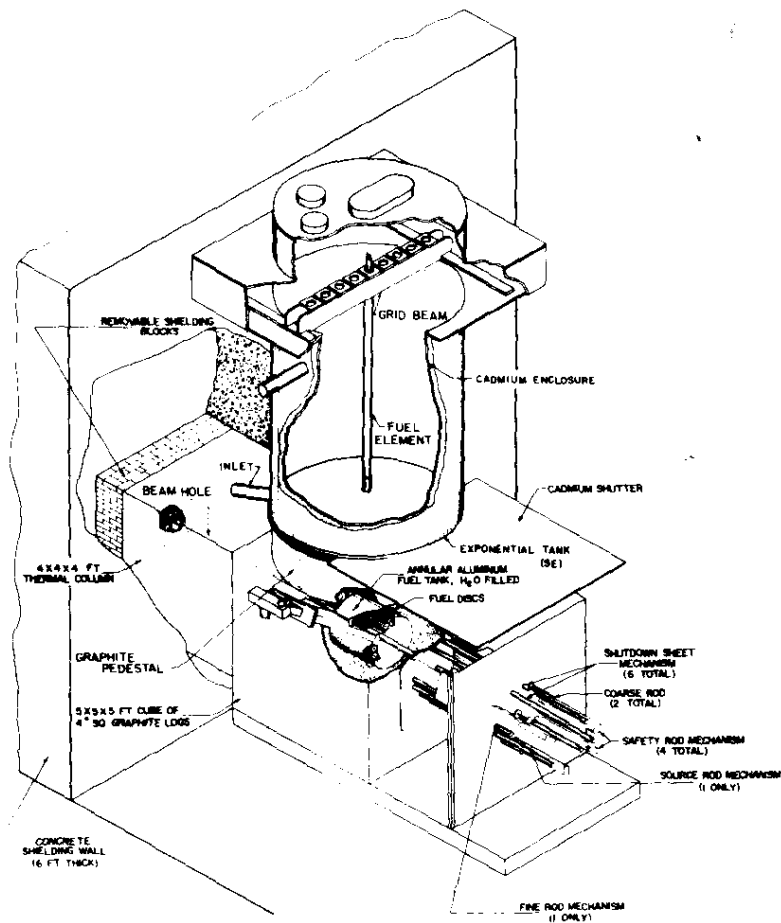 GRID BEAM
REMOVABLE SHIELDING
BLOCKS
CADMIUM ENCLOSURE
FUEL
ELEMENT
INLET
BEAM HOLE
CADMIUM SHUTTER
EXPONENTIAL TANK
(SE)
4X4X4 FT
THERMAL COLUMN
ANNULAR ALUMINUM
FUEL TANK, H2O FILLED
FUEL DISCS
GRAPHITE
PEDESTAL
SHUTDOWN SHEET
MECHANISM
(6 TOTAL)
COARSE ROD
(2 TOTAL)
5X5X5 FT CUBE OF
4" SQ GRAPHITE LOGS
SAFETY ROD MECHANISM
(4 TOTAL)
SOURCE ROD MECHANISM
(1 ONLY)
CONCRETE
SHIELDING WALL
(6 FT THICK)
FINE ROD MECHANISM
(1 ONLY)